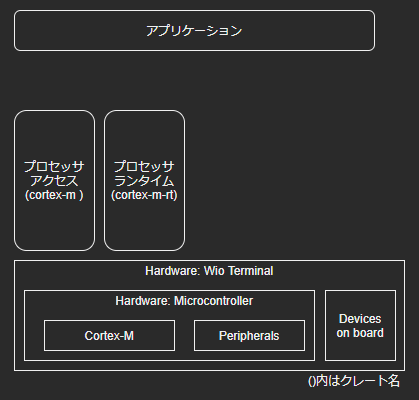 アプリケーション
プロセッサ
アクセス
(cortex-m )
プロセッサ
ランタイム
(cortex-m-rt)
Hardware: Wio Terminal
Hardware: Microcontroller
Cortex-M
Peripherals
Devices
on board
()内はクレート名